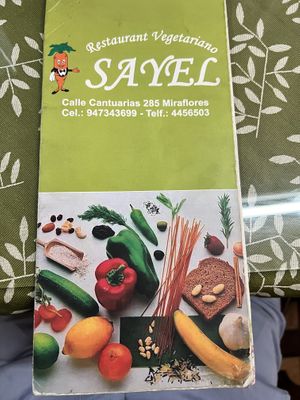 Restaurant Vegetariano
SAYEL
Calle Cantuarias 285 Miraflores
Cel.: 947343699 - Telf.: 4456503